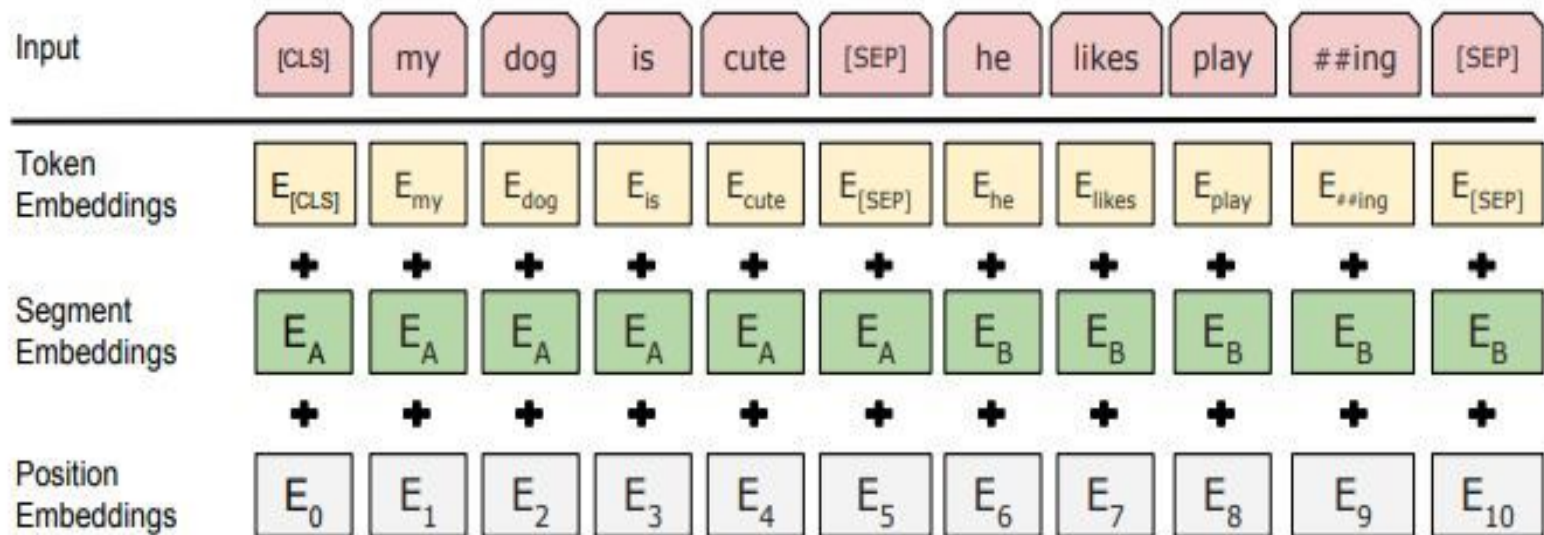 Input [CLS] my dog is cute [SEP] he likes play ##ing [SEP]
Token Embeddings E[CLS] Emy Edog Eis Ecute E[SEP] Ehe Elikes Eplay E##ing E[SEP]
+ + + + + + + + + + +
Segment Embeddings EA EA EA EA EA EA EB EB EB EB EB
+ + + + + + + + + + +
Position Embeddings E0 E1 E2 E3 E4 E5 E6 E7 E8 E9 E10